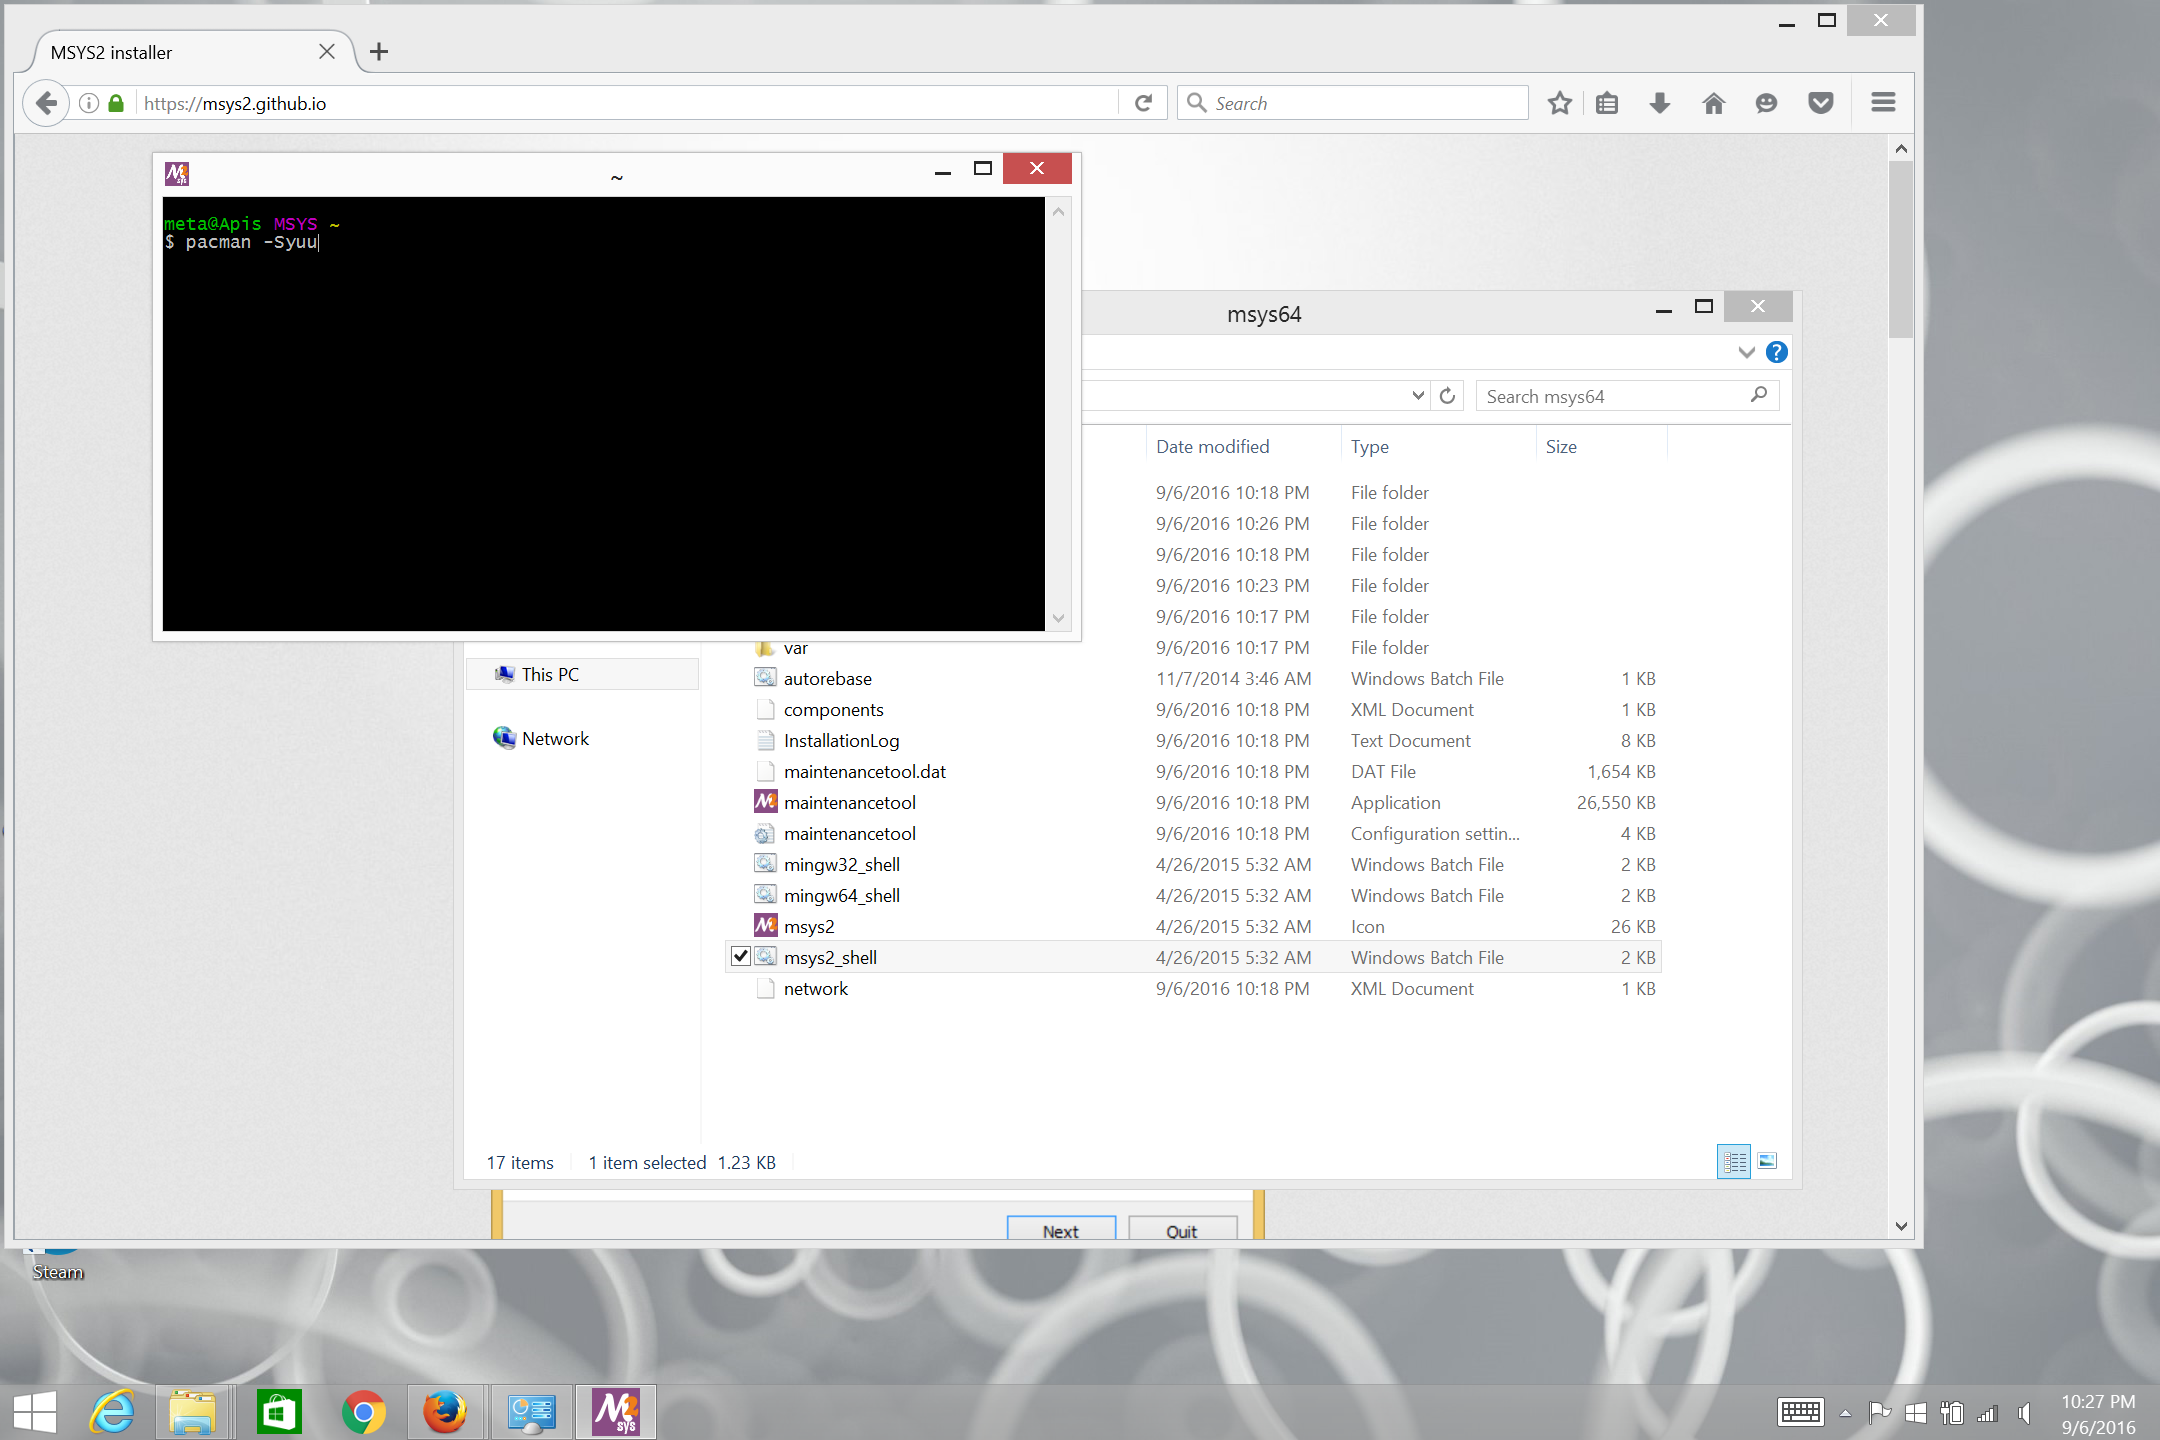 MSYS2 installer
https://msys2.github.io
Search
~
meta@Apis MSYS ~
$ pacman -Syuu
msys64
Search msys64
Date modified Type Size
9/6/2016 10:18 PM File folder
9/6/2016 10:26 PM File folder
9/6/2016 10:18 PM File folder
9/6/2016 10:23 PM File folder
9/6/2016 10:17 PM File folder
var 9/6/2016 10:17 PM File folder
This PC
Network
autorebase 11/7/2014 3:46 AM Windows Batch File 1 KB
components 9/6/2016 10:18 PM XML Document 1 KB
InstallationLog 9/6/2016 10:18 PM Text Document 8 KB
maintenancetool.dat 9/6/2016 10:18 PM DAT File 1,654 KB
maintenancetool 9/6/2016 10:18 PM Application 26,550 KB
maintenancetool 9/6/2016 10:18 PM Configuration settin... 4 KB
mingw32_shell 4/26/2015 5:32 AM Windows Batch File 2 KB
mingw64_shell 4/26/2015 5:32 AM Windows Batch File 2 KB
msys2 4/26/2015 5:32 AM Icon 26 KB
msys2_shell 4/26/2015 5:32 AM Windows Batch File 2 KB
network 9/6/2016 10:18 PM XML Document 1 KB
17 items 1 item selected 1.23 KB
Next Quit
Steam
M2
sys
10:27 PM
9/6/2016